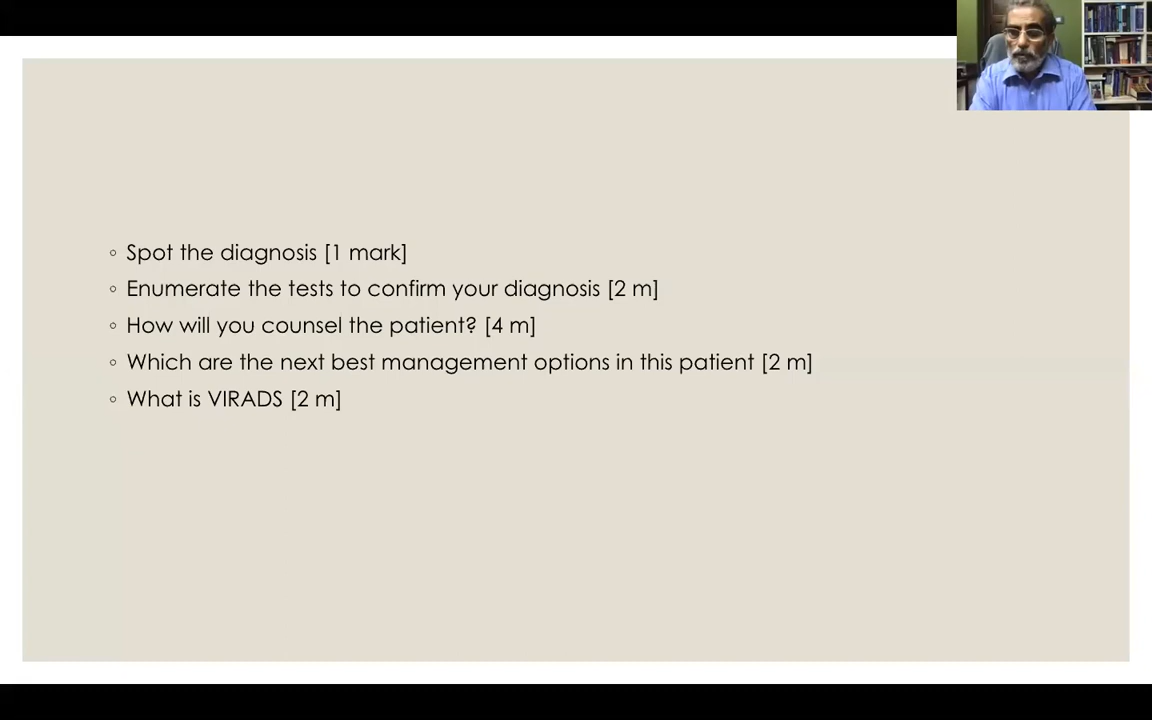 Spot the diagnosis [1 mark]
Enumerate the tests to confirm your diagnosis [2 m]
How will you counsel the patient? [4 m]
Which are the next best management options in this patient [2 m]
What is VIRADS [2 m]